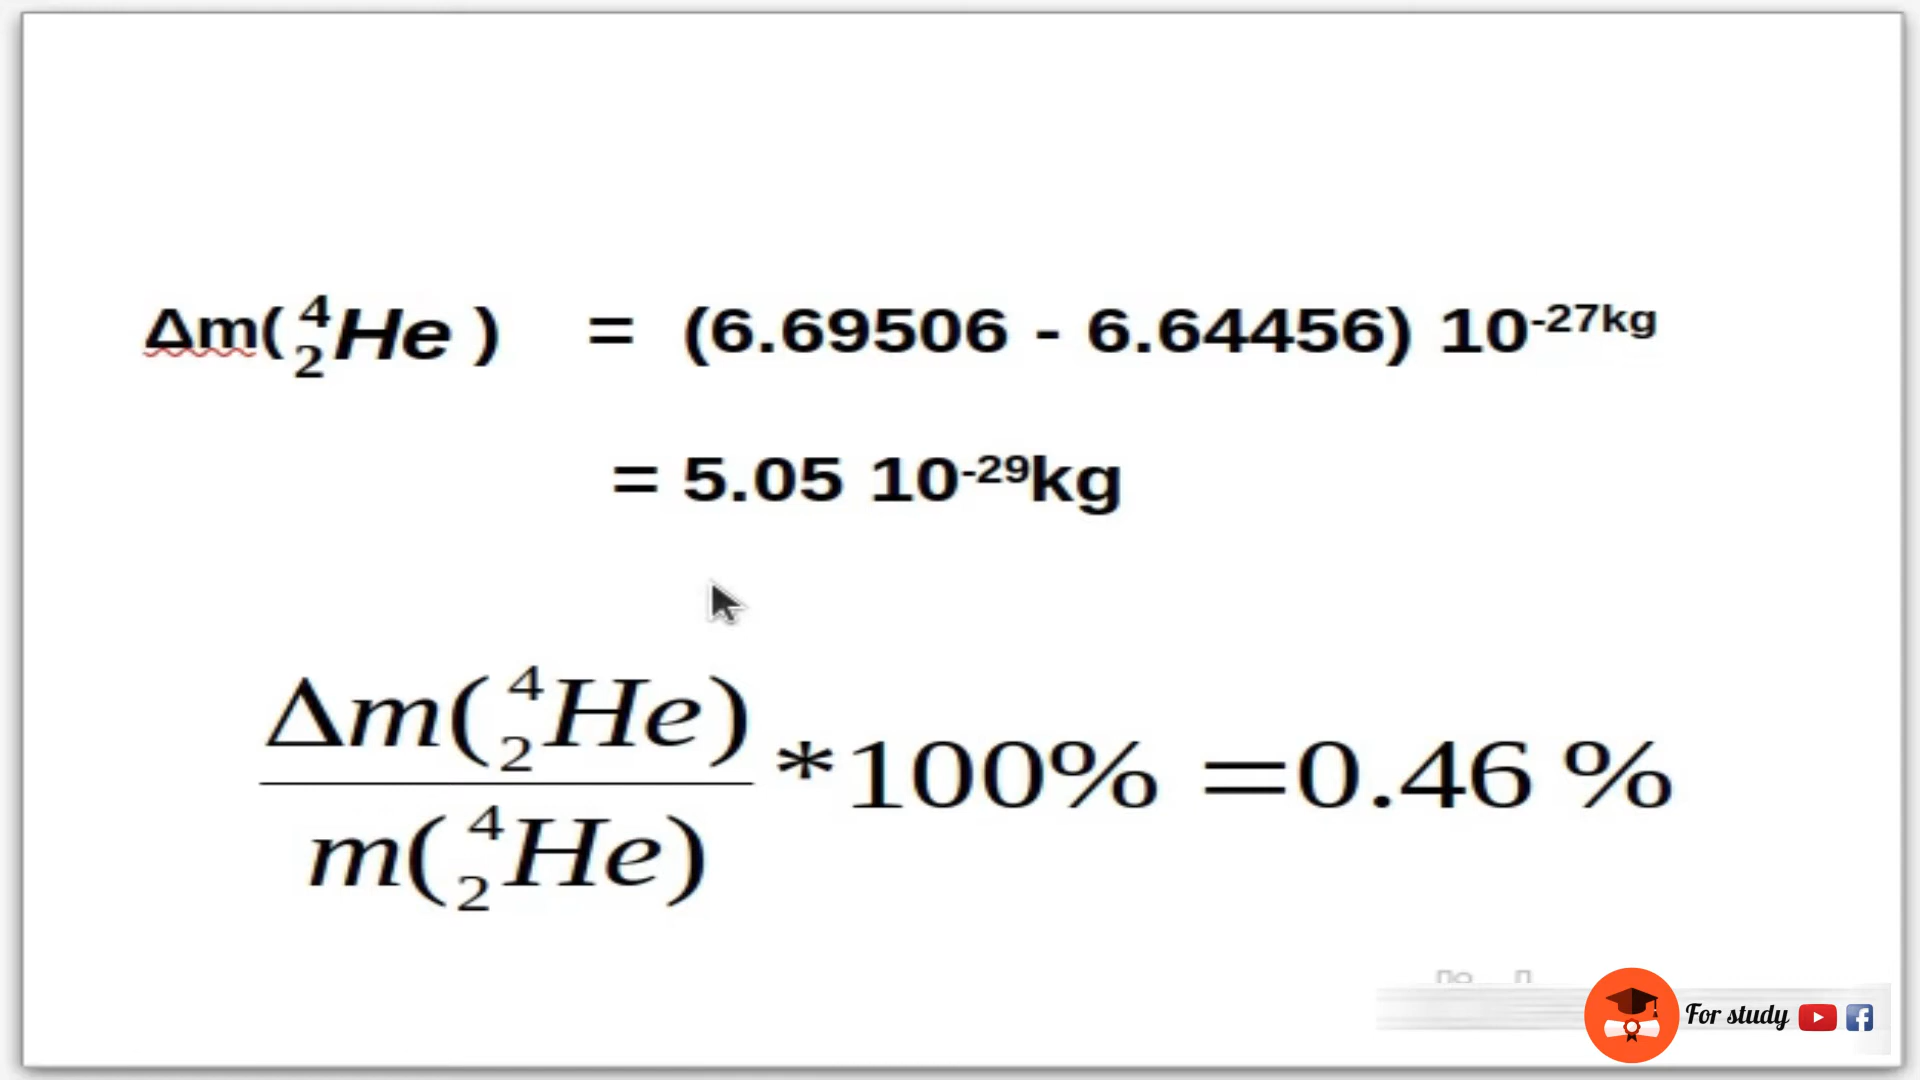 Δm( ⁴₂He ) = (6.69506 - 6.64456) 10⁻²⁷ᵏᵍ
= 5.05 10⁻²⁹kg
Δm(⁴₂He)
*100% =0.46 %
m(⁴₂He)
For study